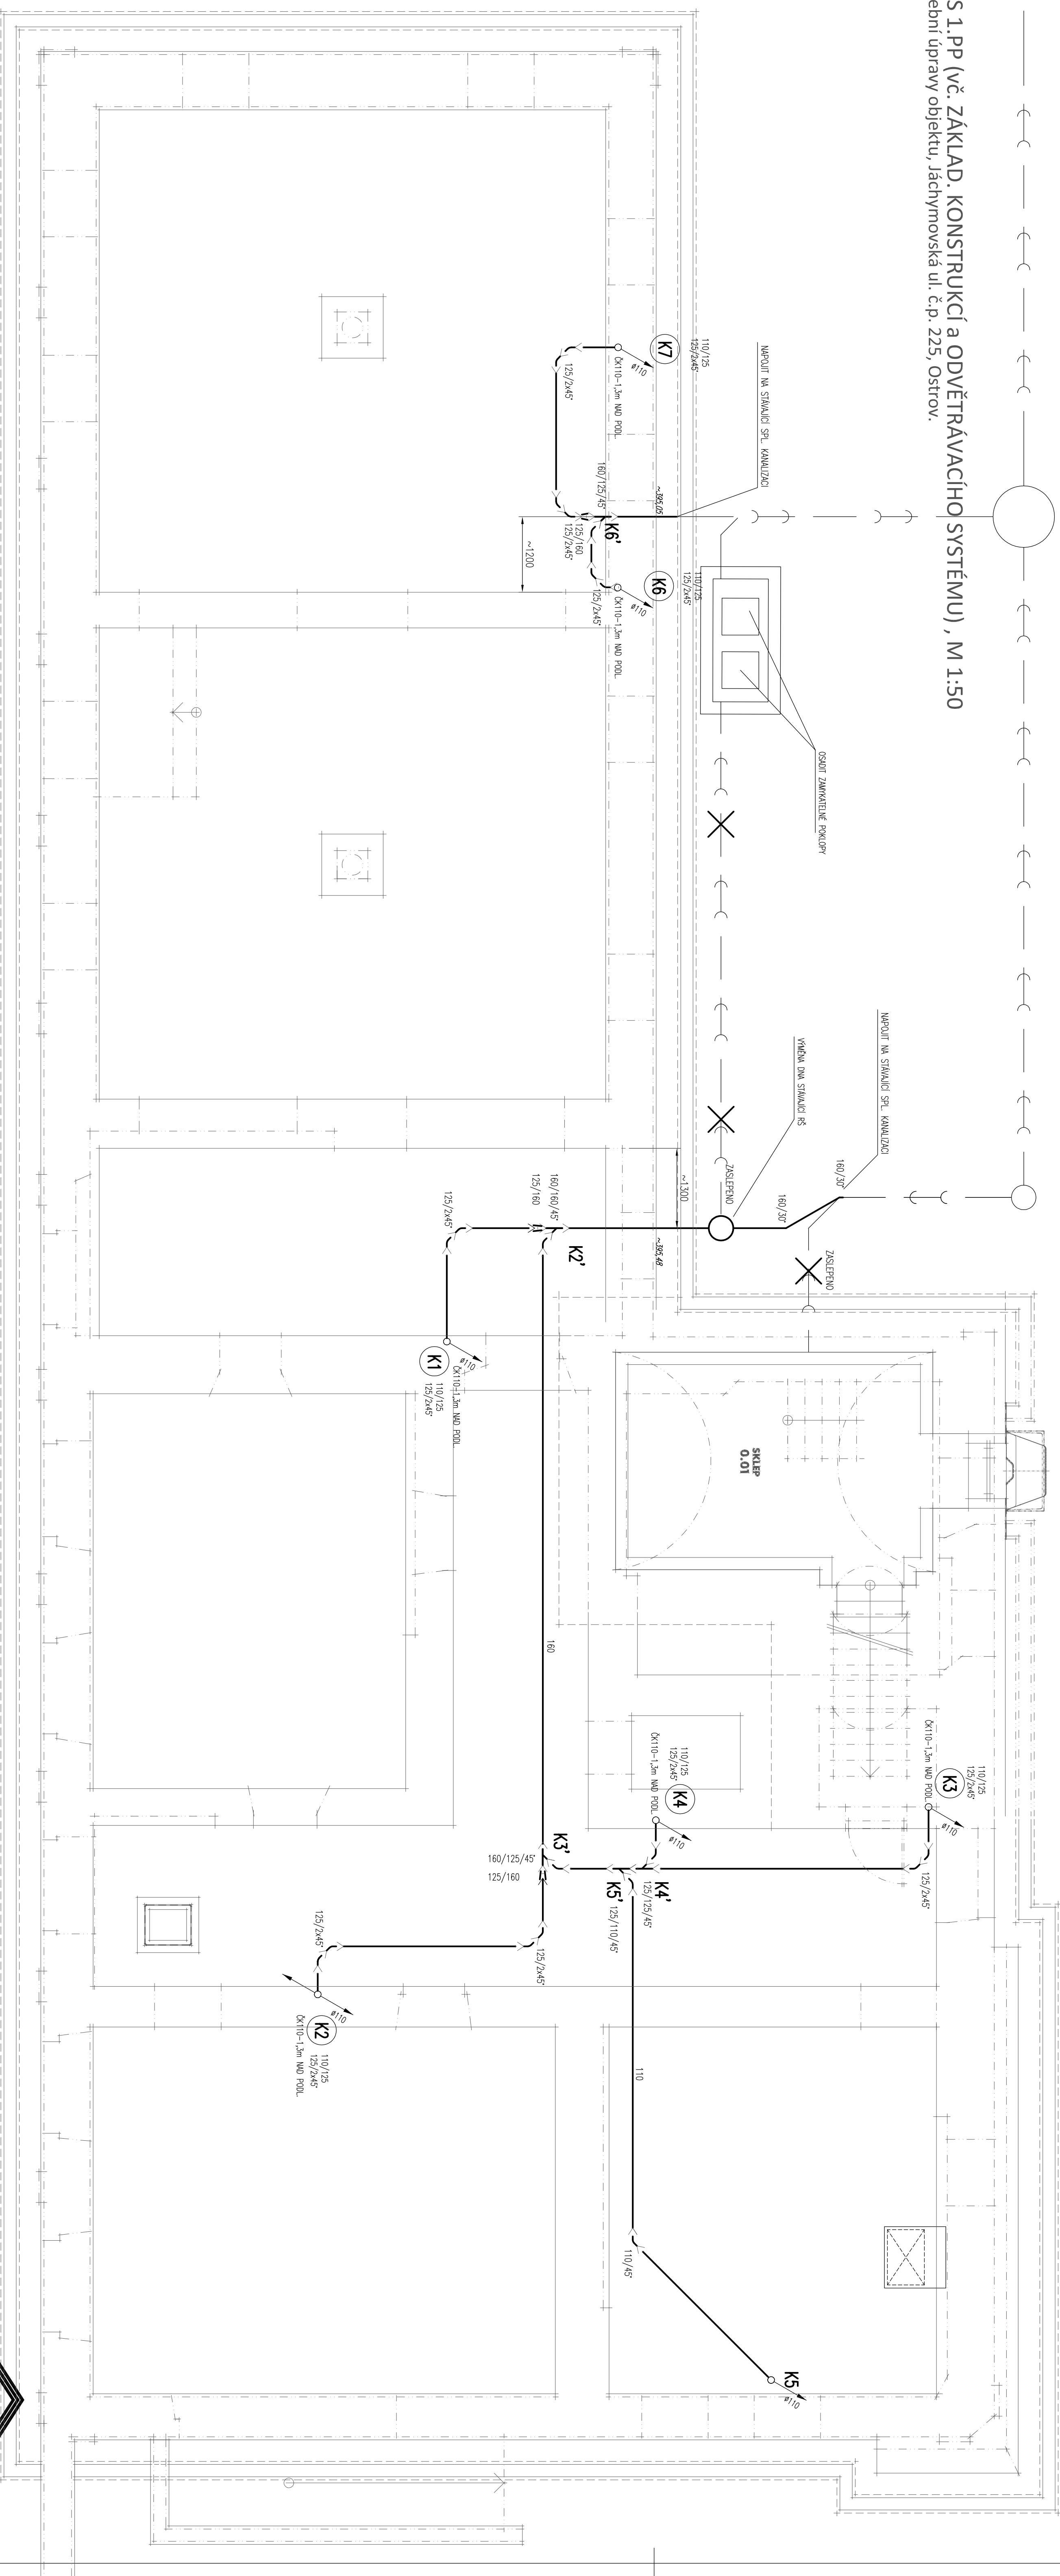 S 1.PP (vč. ZÁKLAD. KONSTRUKCÍ a ODVĚTRÁVACÍHO SYSTÉMU) , M 1:50
ební úpravy objektu, Jáchymovská ul. č.p. 225, Ostrov.
NAPOJIT NA STÁVAJÍCÍ SPL. KANALIZACI
OSADIT ZAMYKATELNÉ POKLOPY
K7
110/125
125/2x45°
ø110
ČK110-1,3m NAD PODL.
125/2x45°
~395,05
160/125/45°
K6'
125/160
125/2x45°
~1200
K6
110/125
125/2x45°
ø110
ČK110-1,3m NAD PODL.
125/2x45°
NAPOJIT NA STÁVAJÍCÍ SPL. KANALIZACI
VÝMĚNA DNA STÁVAJÍCÍ RŠ
160/30°
160/30°
ZASLEPENO
ZASLEPENO
~1300
~395,48
160/160/45°
125/160
K2'
125/2x45°
K1
ø110
110/125
125/2x45°
ČK110-1,3m NAD PODL.
SKLEP
0.01
160
K3
110/125
125/2x45°
ČK110-1,3m NAD PODL.
ø110
125/2x45°
K4
110/125
125/2x45°
ČK110-1,3m NAD PODL.
ø110
K3'
160/125/45°
125/160
K4'
125/125/45°
K5'
125/110/45°
125/2x45°
125/2x45°
K2
ø110
110/125
125/2x45°
ČK110-1,3m NAD PODL.
110
110/45°
K5
ø110